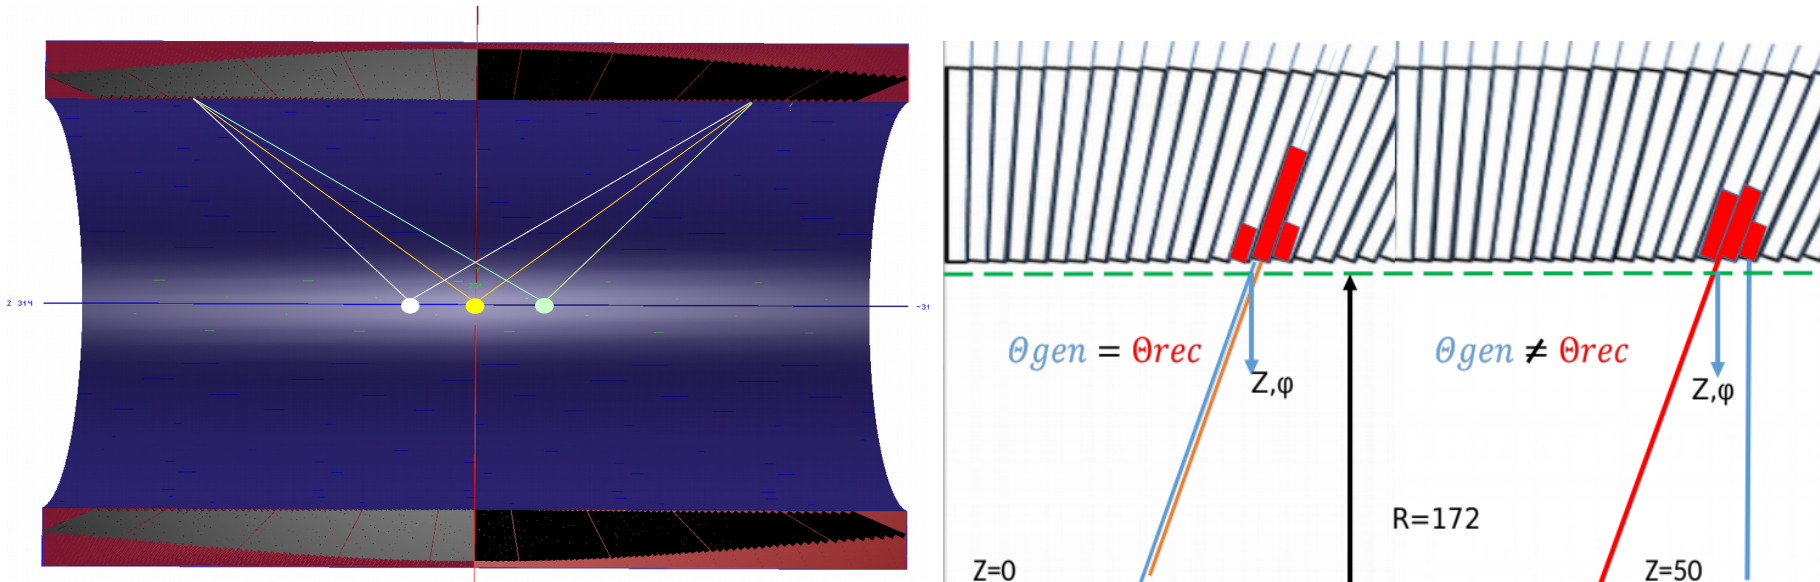 Z 314
-31
Θgen = Θrec
Z,φ
Z=0
R=172
Θgen ≠ Θrec
Z,φ
Z=50